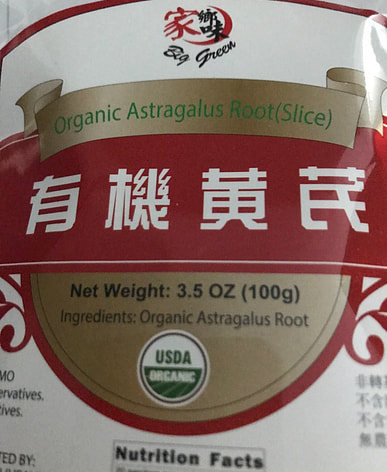 家鄉味
Big Green
Organic Astragalus Root(Slice)
有機黃芪
Net Weight: 3.5 OZ (100g)
Ingredients: Organic Astragalus Root
USDA
ORGANIC
MO
ervatives.
tives.
TED BY:
非轉
不含
不含
無農
Nutrition Facts